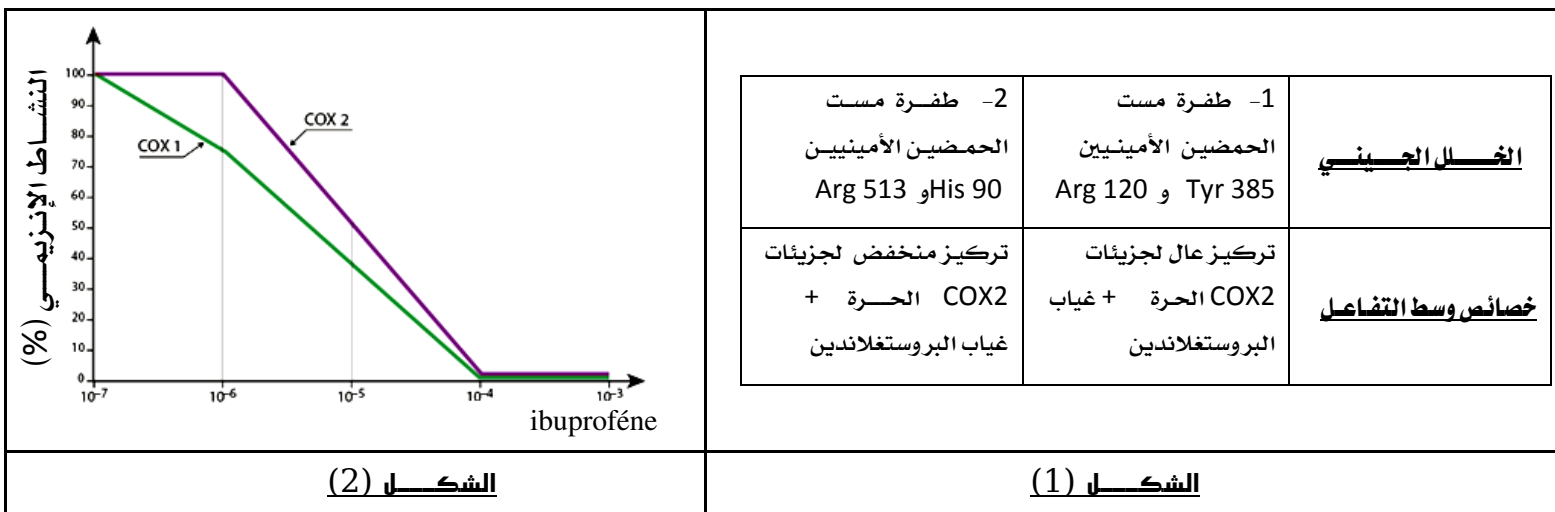 الخلل الجيني
1- طفرة مست
الحمضين الأمينيين
Tyr 385 و Arg 120
2- طفرة مست
الحمضين الأمينيين
His 90 و Arg 513
خصائص وسط التفاعل
تركيز عال لجزيئات
COX2 الحرة + غياب
البروستغلاندين
تركيز منخفض لجزيئات
COX2 الحرة +
غياب البروستغلاندين
الشكل (1)
النشاط الإنزيمي (%)
100
90
80
70
60
50
40
30
20
10
0
COX 1
COX 2
10⁻⁷
10⁻⁶
10⁻⁵
10⁻⁴
10⁻³
ibuproféne
الشكل (2)